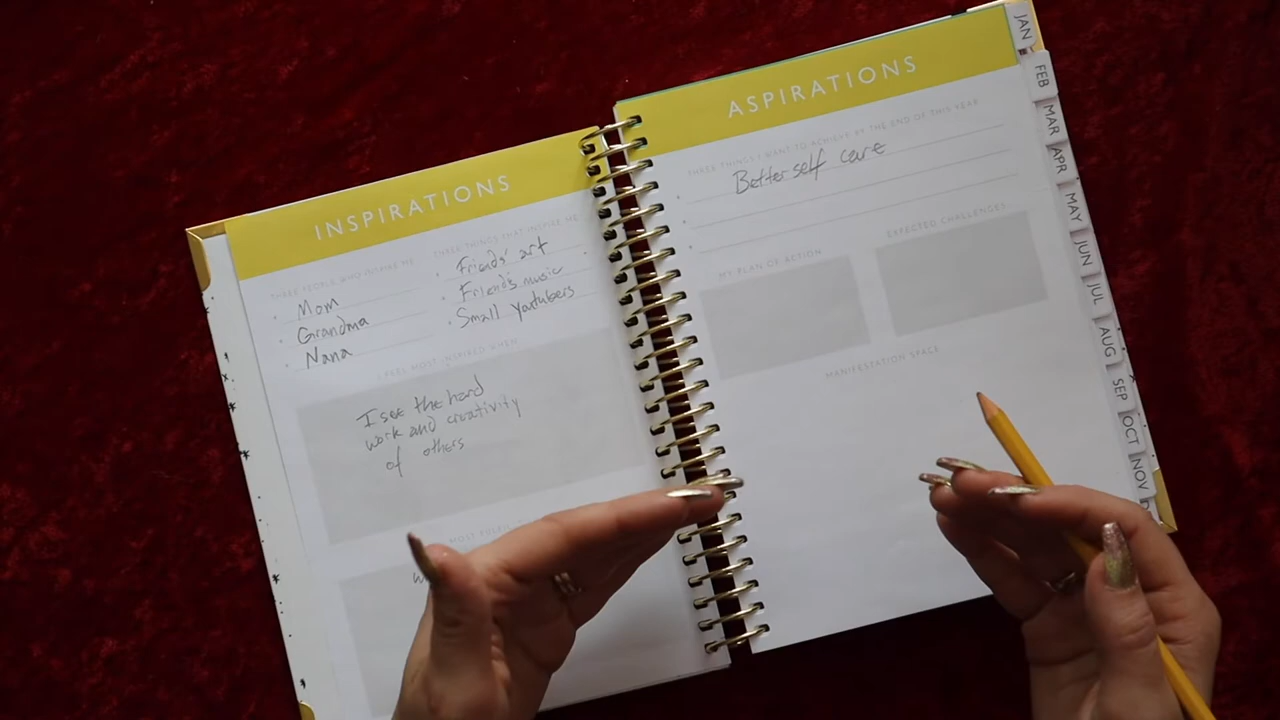 INSPIRATIONS
THREE PEOPLE WHO INSPIRE ME
Mom
Grandma
Nana
THREE THINGS THAT INSPIRE ME
Friends' art
Friend's music
Small youtubers
I FEEL MOST INSPIRED WHEN
I see the hard
work and creativity
of others
MOST
ASPIRATIONS
THREE THINGS I WANT TO ACHIEVE BY THE END OF THIS YEAR
Better self care
MY PLAN OF ACTION
EXPECTED CHALLENGES
MANIFESTATION SPACE
JAN
FEB
MAR
APR
MAY
JUN
JUL
AUG
SEP
OCT
NOV